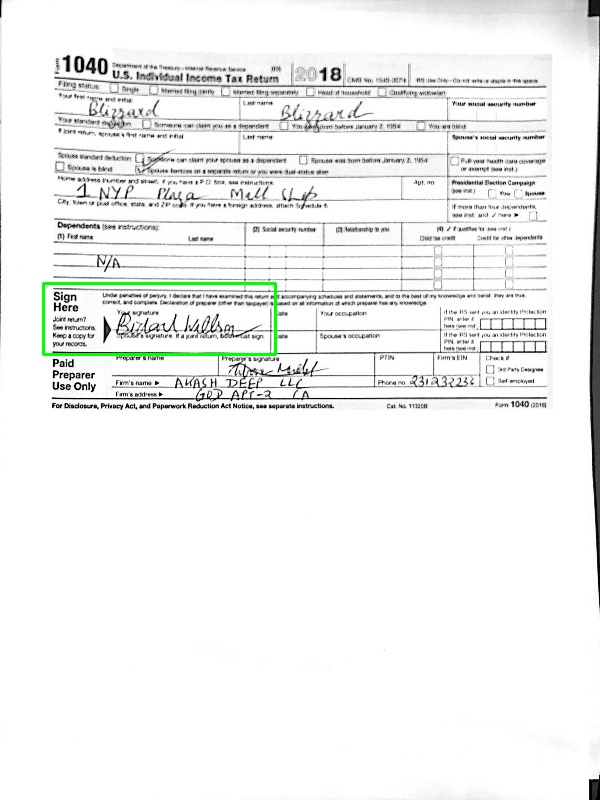 Form 1040 Department of the Treasury—Internal Revenue Service (99) U.S. Individual Income Tax Return 2018 OMB No. 1545-0074 IRS Use Only—Do not write or staple in this space.
Filing status: Single Married filing jointly Married filing separately Head of household Qualifying widow(er)
Your first name and initial Last name Your social security number
Blizzard Blizzard
Your standard deduction: Someone can claim you as a dependent You were born before January 2, 1954 You are blind
If joint return, spouse's first name and initial Last name Spouse's social security number
Spouse standard deduction: Someone can claim your spouse as a dependent Spouse was born before January 2, 1954 Full-year health care coverage
Spouse is blind Spouse itemizes on a separate return or you were dual-status alien or exempt (see inst.)
Home address (number and street). If you have a P.O. box, see instructions. Apt. no. Presidential Election Campaign
1 NYP Plaza Mall (see inst.) You Spouse
City, town or post office, state, and ZIP code. If you have a foreign address, attach Schedule 6. If more than four dependents,
see inst. and ✓ here ▶
Dependents (see instructions): (2) Social security number (3) Relationship to you (4) ✓ if qualifies for (see inst.):
(1) First name Last name Child tax credit Credit for other dependents
N/A
Sign Here Under penalties of perjury, I declare that I have examined this return and accompanying schedules and statements, and to the best of my knowledge and belief, they are true,
correct, and complete. Declaration of preparer (other than taxpayer) is based on all information of which preparer has any knowledge.
Joint return? See instructions. Keep a copy for your records.
Your signature Date Your occupation If the IRS sent you an Identity Protection PIN, enter it here (see inst.)
Spouse's signature. If a joint return, both must sign. Date Spouse's occupation If the IRS sent you an Identity Protection PIN, enter it here (see inst.)
Paid Preparer Use Only
Preparer's name Preparer's signature PTIN Firm's EIN Check if:
3rd Party Designee
Firm's name ▶ AKASH DEEP LLC Phone no. 231232236 Self-employed
Firm's address ▶ GRD APT-2 CA
For Disclosure, Privacy Act, and Paperwork Reduction Act Notice, see separate instructions. Cat. No. 11320B Form 1040 (2018)